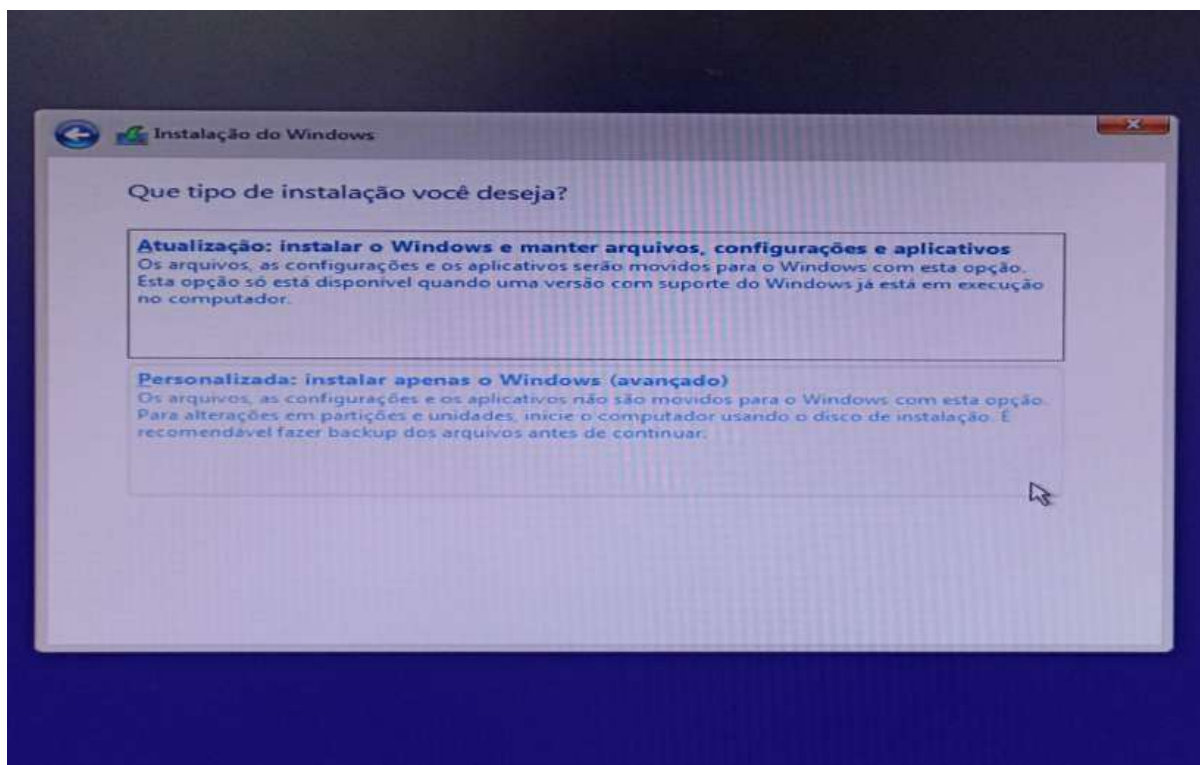 Instalação do Windows
Que tipo de instalação você deseja?
Atualização: instalar o Windows e manter arquivos, configurações e aplicativos
Os arquivos, as configurações e os aplicativos serão movidos para o Windows com esta opção.
Esta opção só está disponível quando uma versão com suporte do Windows já está em execução
no computador.
Personalizada: instalar apenas o Windows (avançado)
Os arquivos, as configurações e os aplicativos não são movidos para o Windows com esta opção.
Para alterações em partições e unidades, inicie o computador usando o disco de instalação. É
recomendável fazer backup dos arquivos antes de continuar.